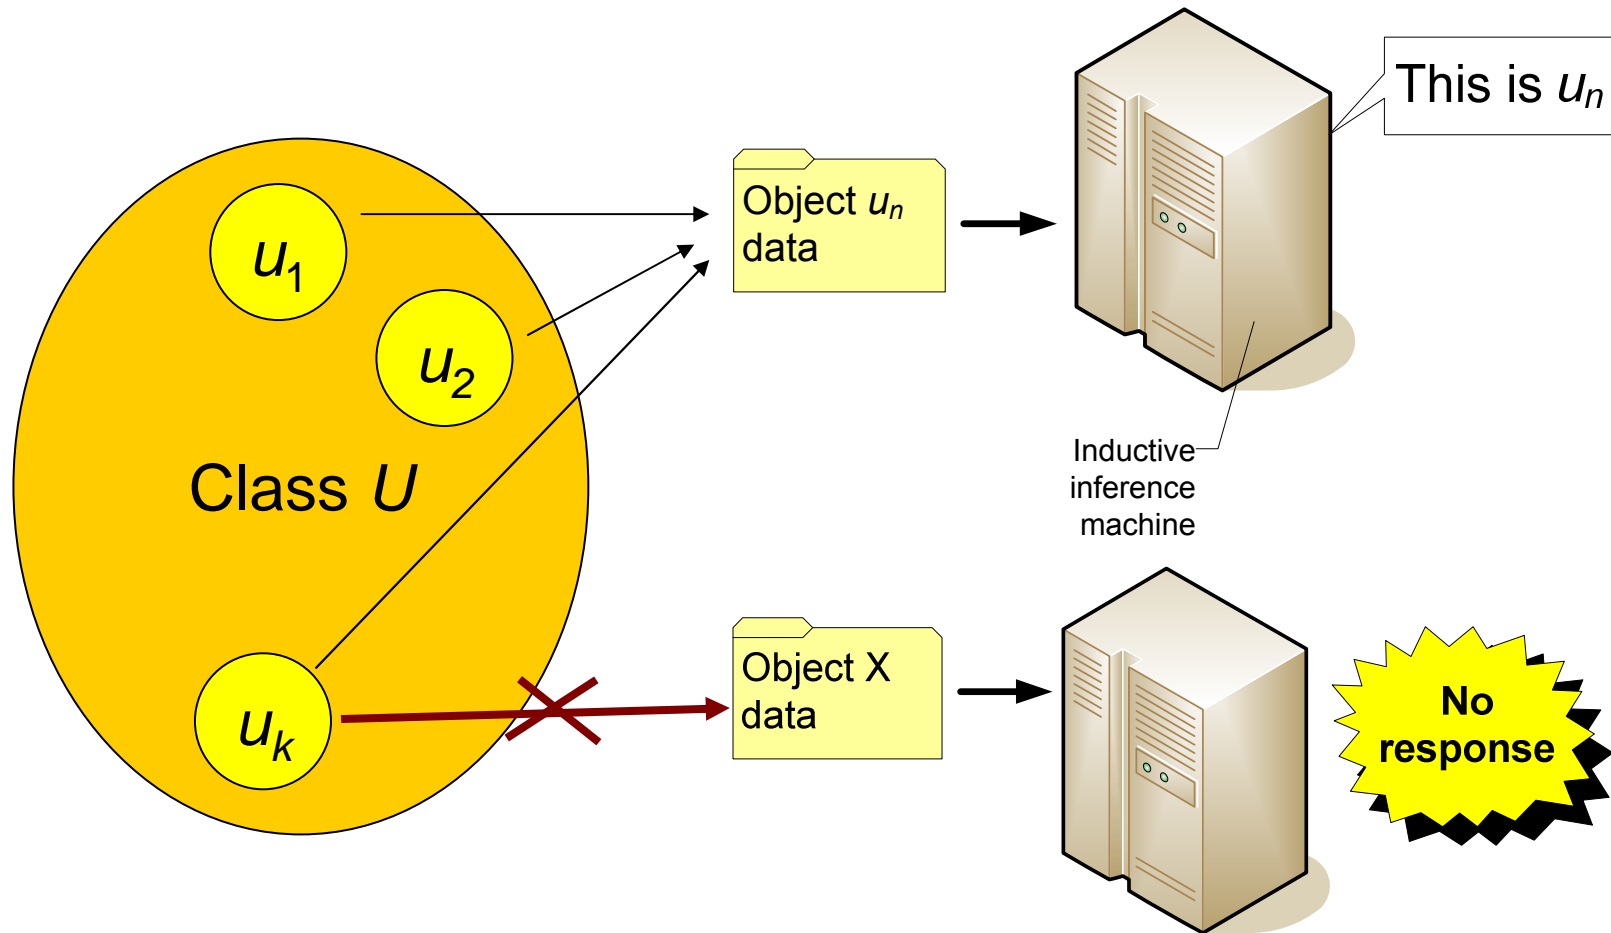 This is uₙ
Object uₙ
data
u₁
u₂
Class U
Inductive
inference
machine
Object X
data
uₖ
No
response